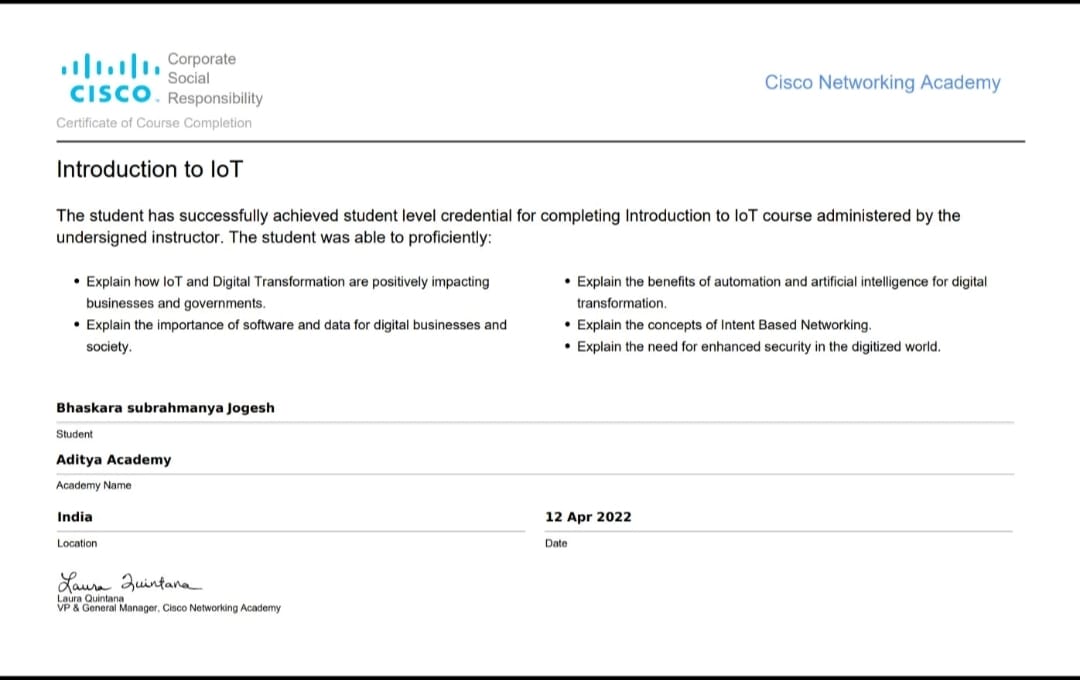 Corporate
Social
CISCO. Responsibility
Cisco Networking Academy
Certificate of Course Completion
Introduction to IoT
The student has successfully achieved student level credential for completing Introduction to IoT course administered by the
undersigned instructor. The student was able to proficiently:
• Explain how IoT and Digital Transformation are positively impacting
businesses and governments.
• Explain the importance of software and data for digital businesses and
society.
• Explain the benefits of automation and artificial intelligence for digital
transformation.
• Explain the concepts of Intent Based Networking.
• Explain the need for enhanced security in the digitized world.
Bhaskara subrahmanya Jogesh
Student
Aditya Academy
Academy Name
India
Location
12 Apr 2022
Date
Laura Quintana
Laura Quintana
VP & General Manager, Cisco Networking Academy